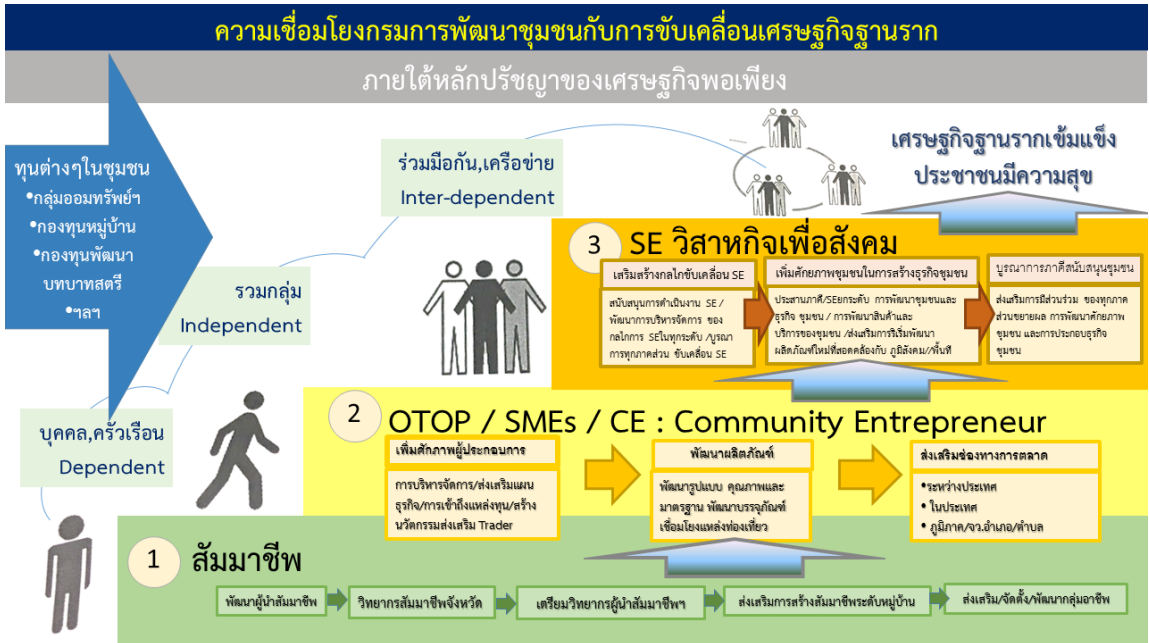 ความเชื่อมโยงกรมการพัฒนาชุมชนกับการขับเคลื่อนเศรษฐกิจฐานราก
ภายใต้หลักปรัชญาของเศรษฐกิจพอเพียง
ทุนต่างๆในชุมชน
•กลุ่มออมทรัพย์ฯ
•กองทุนหมู่บ้าน
•กองทุนพัฒนา
บทบาทสตรี
•ฯลฯ
ร่วมมือกัน,เครือข่าย
Inter-dependent
เศรษฐกิจฐานรากเข้มแข็ง
ประชาชนมีความสุข
รวมกลุ่ม
Independent
บุคคล,ครัวเรือน
Dependent
3 SE วิสาหกิจเพื่อสังคม
เสริมสร้างกลไกขับเคลื่อน SE
สนับสนุนการดำเนินงาน SE /
พัฒนาการบริหารจัดการ ของ
กลไกการ SEในทุกระดับ /บูรณา
การทุกภาคส่วน ขับเคลื่อน SE
เพิ่มศักยภาพชุมชนในการสร้างธุรกิจชุมชน
ประสานภาคี/SEยกระดับ การพัฒนาชุมชนและ
ธุรกิจ ชุมชน / การพัฒนาสินค้าและ
บริการของชุมชน /ส่งเสริมการริเริ่มพัฒนา
ผลิตภัณฑ์ใหม่ที่สอดคล้องกับ ภูมิสังคม//พื้นที่
บูรณาการภาคีสนับสนุนชุมชน
ส่งเสริมการมีส่วนร่วม ของทุกภาค
ส่วนขยายผล การพัฒนาศักยภาพ
ชุมชน และการประกอบธุรกิจ
ชุมชน
2 OTOP / SMEs / CE : Community Entrepreneur
เพิ่มศักภาพผู้ประกอบการ
การบริหารจัดการ/ส่งเสริมแผน
ธุรกิจ/การเข้าถึงแหล่งทุน/สร้าง
นวัตกรรมส่งเสริม Trader
พัฒนาผลิตภัณฑ์
พัฒนารูปแบบ คุณภาพและ
มาตรฐาน พัฒนาบรรจุภัณฑ์
เชื่อมโยงแหล่งท่องเที่ยว
ส่งเสริมช่องทางการตลาด
•ระหว่างประเทศ
• ในประเทศ
• ภูมิภาค/จว.อำเภอ/ตำบล
1 สัมมาชีพ
พัฒนาผู้นำสัมมาชีพ
วิทยากรสัมมาชีพจังหวัด
เตรียมวิทยากรผู้นำสัมมาชีพฯ
ส่งเสริมการสร้างสัมมาชีพระดับหมู่บ้าน
ส่งเสริม/จัดตั้ง/พัฒนากลุ่มอาชีพ